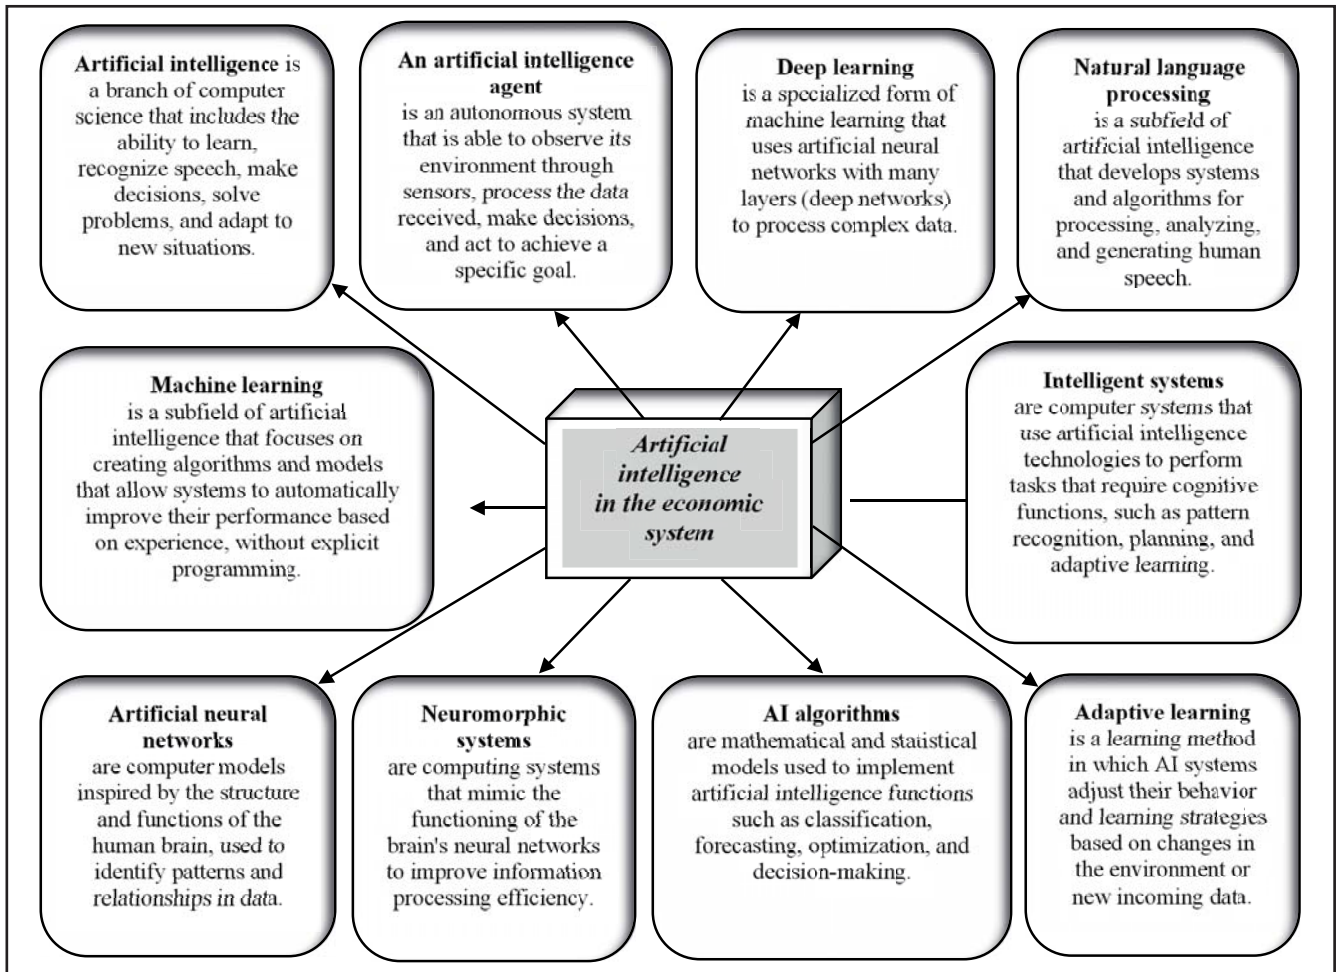 Artificial intelligence is
a branch of computer
science that includes the
ability to learn,
recognize speech, make
decisions, solve
problems, and adapt to
new situations.
An artificial intelligence
agent
is an autonomous system
that is able to observe its
environment through
sensors, process the data
received, make decisions,
and act to achieve a
specific goal.
Deep learning
is a specialized form of
machine learning that
uses artificial neural
networks with many
layers (deep networks)
to process complex data.
Natural language
processing
is a subfield of
artificial intelligence
that develops systems
and algorithms for
processing, analyzing,
and generating human
speech.
Machine learning
is a subfield of artificial
intelligence that focuses on
creating algorithms and models
that allow systems to automatically
improve their performance based
on experience, without explicit
programming.
Artificial
intelligence
in the economic
system
Intelligent systems
are computer systems that
use artificial intelligence
technologies to perform
tasks that require cognitive
functions, such as pattern
recognition, planning, and
adaptive learning.
Artificial neural
networks
are computer models
inspired by the structure
and functions of the
human brain, used to
identify patterns and
relationships in data.
Neuromorphic
systems
are computing systems
that mimic the
functioning of the
brain's neural networks
to improve information
processing efficiency.
AI algorithms
are mathematical and statistical
models used to implement
artificial intelligence functions
such as classification,
forecasting, optimization, and
decision-making.
Adaptive learning
is a learning method
in which AI systems
adjust their behavior
and learning strategies
based on changes in
the environment or
new incoming data.